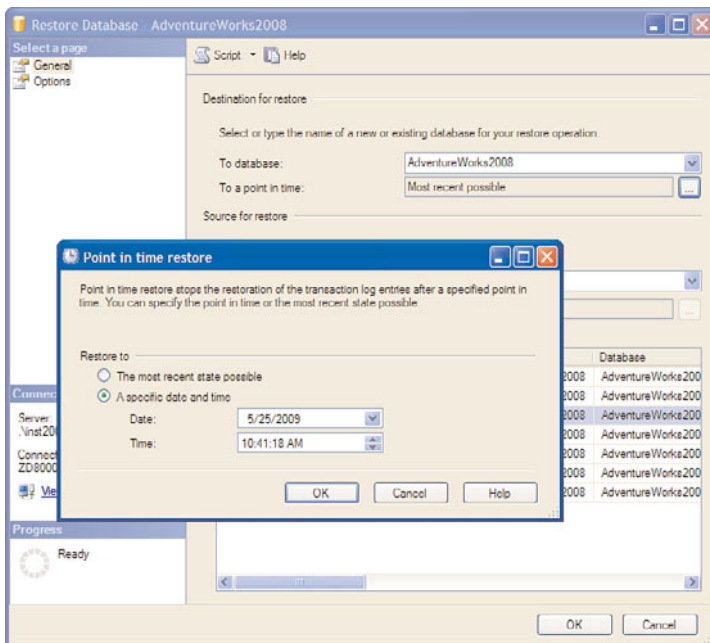 Restore Database - AdventureWorks2008
Select a page
General
Options
Script
Help
Destination for restore
Select or type the name of a new or existing database for your restore operation.
To database:
AdventureWorks2008
To a point in time:
Most recent possible
...
Source for restore
Point in time restore
Point in time restore stops the restoration of the transaction log entries after a specified point in
time. You can specify the point in time or the most recent state possible.
Restore to
The most recent state possible
A specific date and time
Date:
5/25/2009
Time:
10:41:18 AM
OK
Cancel
Help
...
Database
2008 AdventureWorks200
2008 AdventureWorks200
2008 AdventureWorks200
2008 AdventureWorks200
2008 AdventureWorks200
2008 AdventureWorks200
Connec
Server:
.\Inst200
Connect
ZD8000
Vie
Progress
Ready
OK
Cancel